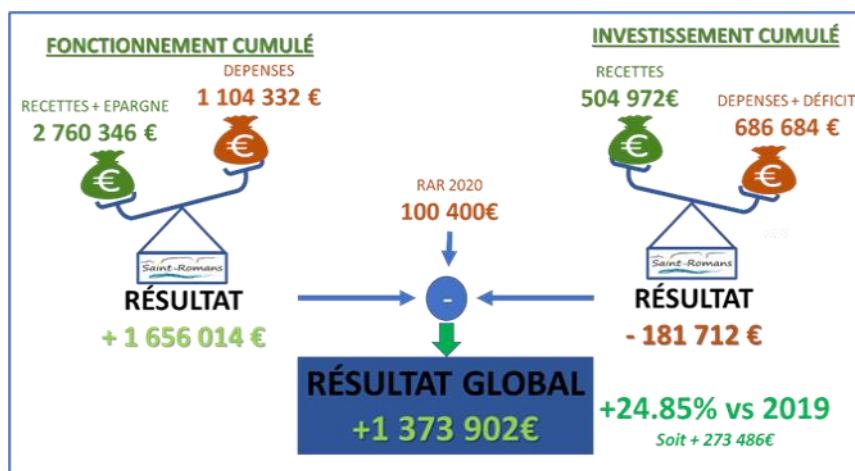 FONCTIONNEMENT CUMULÉ
RECETTES + EPARGNE
2 760 346 €
DEPENSES
1 104 332 €
€
€
Saint-Romans
RÉSULTAT
+ 1 656 014 €
INVESTISSEMENT CUMULÉ
RECETTES
504 972€
DEPENSES + DÉFICIT
686 684 €
€
€
Saint-Romans
RÉSULTAT
- 181 712 €
RAR 2020
100 400€
-
RÉSULTAT GLOBAL
+1 373 902€
+24.85% vs 2019
Soit + 273 486€